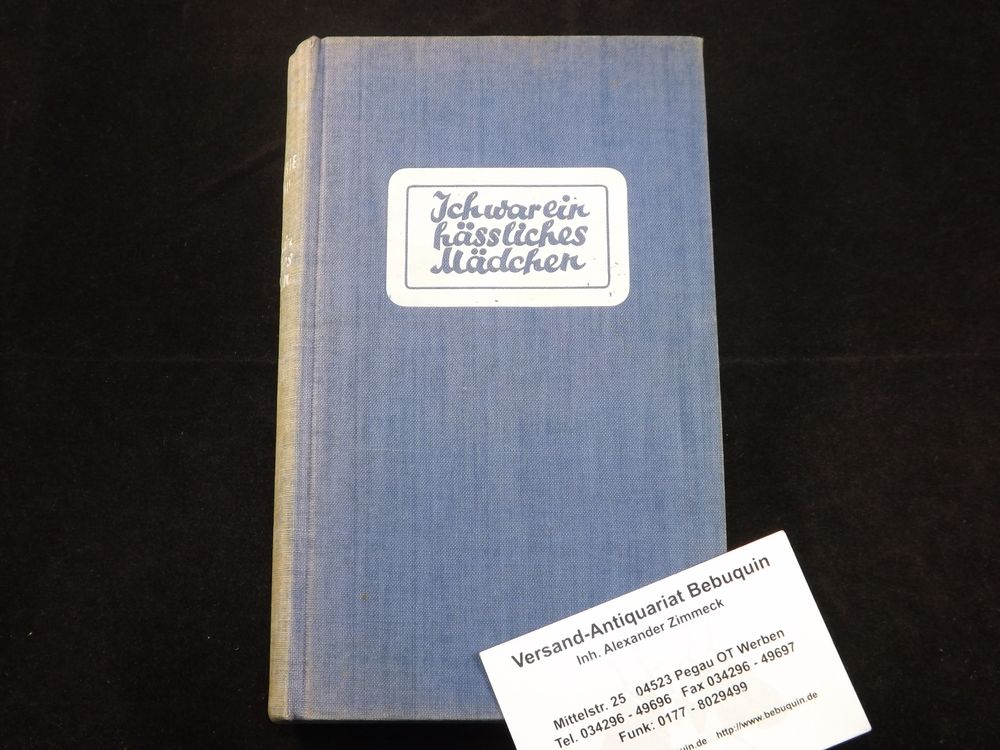 Ich war ein
hässliches
Mädchen
Versand-Antiquariat Bebuquin
Inh. Alexander Zimmeck
Mittelstr. 25 04523 Pegau OT Werben
Tel. 034296 - 49696 Fax 034296 - 49697
Funk: 0177 - 8029499
http://www.bebuquin.de